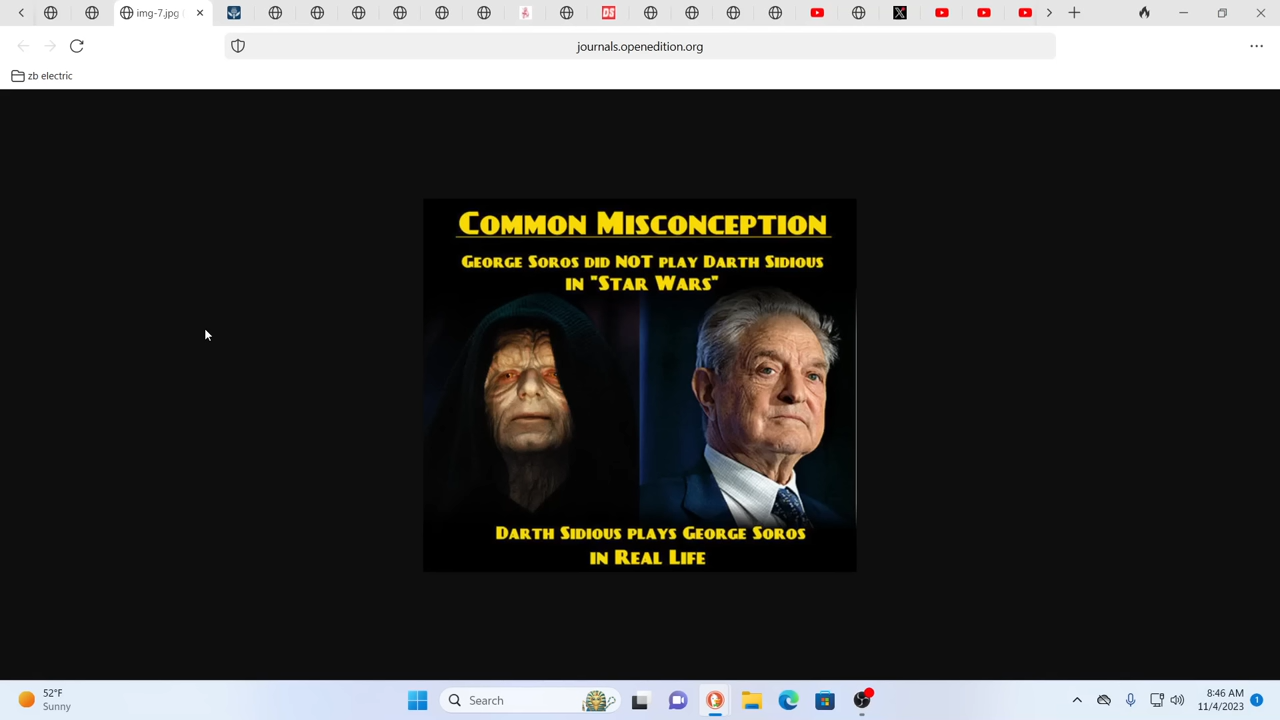 img-7.jpg
journals.openedition.org
zb electric
COMMON MISCONCEPTION
GEORGE SOROS DID NOT PLAY DARTH SIDIOUS
IN "STAR WARS"
DARTH SIDIOUS PLAYS GEORGE SOROS
IN REAL LIFE
52°F
Sunny
Search
8:46 AM
11/4/2023
1